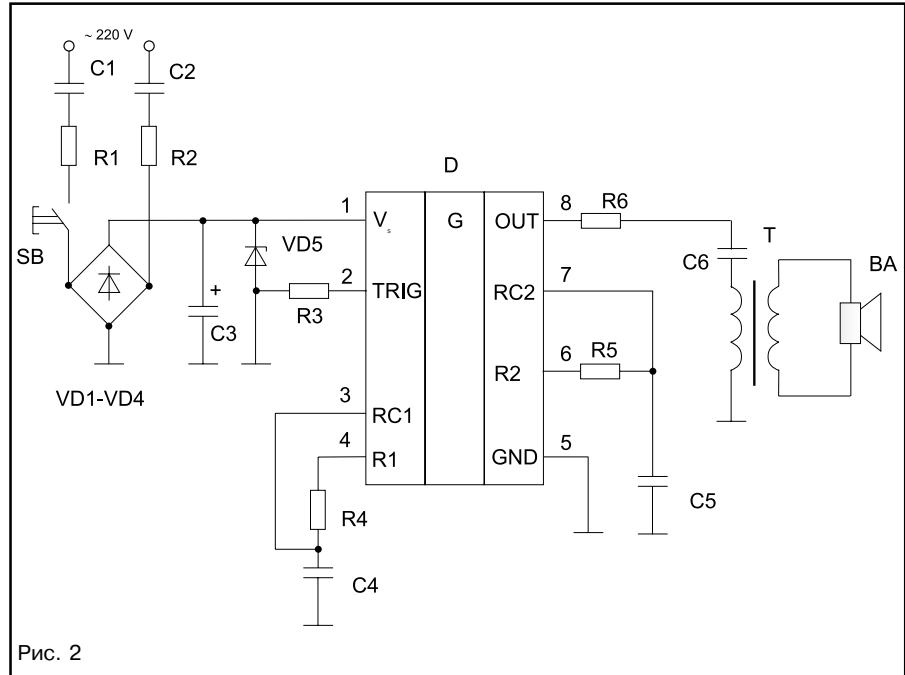 ~ 220 V
C1
C2
R1
R2
SB
VD1-VD4
C3
+
VD5
R3
D
G
1
Vs
2
TRIG
3
RC1
4
R1
R4
C4
8
OUT
7
RC2
6
R2
5
GND
R6
R5
C5
C6
T
BA
Рис. 2